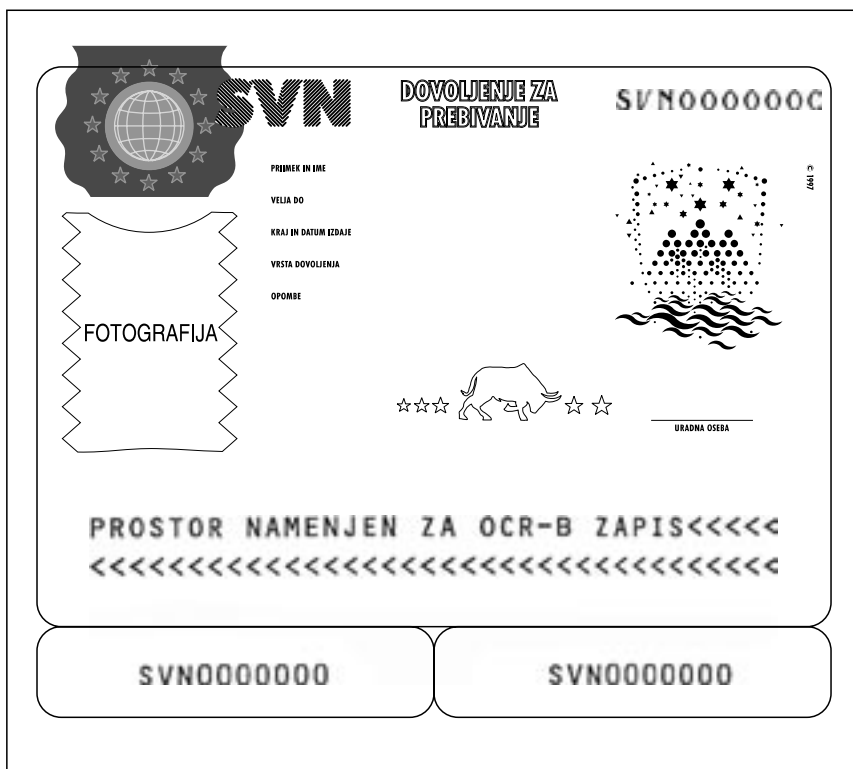 SVN
DOVOLJENJE ZA
PREBIVANJE
SVN000000C
© 1997
PRIIMEK IN IME
VELJA DO
KRAJ IN DATUM IZDAJE
VRSTA DOVOLJENJA
OPOMBE
FOTOGRAFIJA
URADNA OSEBA
PROSTOR NAMENJEN ZA OCR-B ZAPIS<<<<<
<<<<<<<<<<<<<<<<<<<<<<<<<<<<<<<<<<<<
SVN0000000
SVN0000000